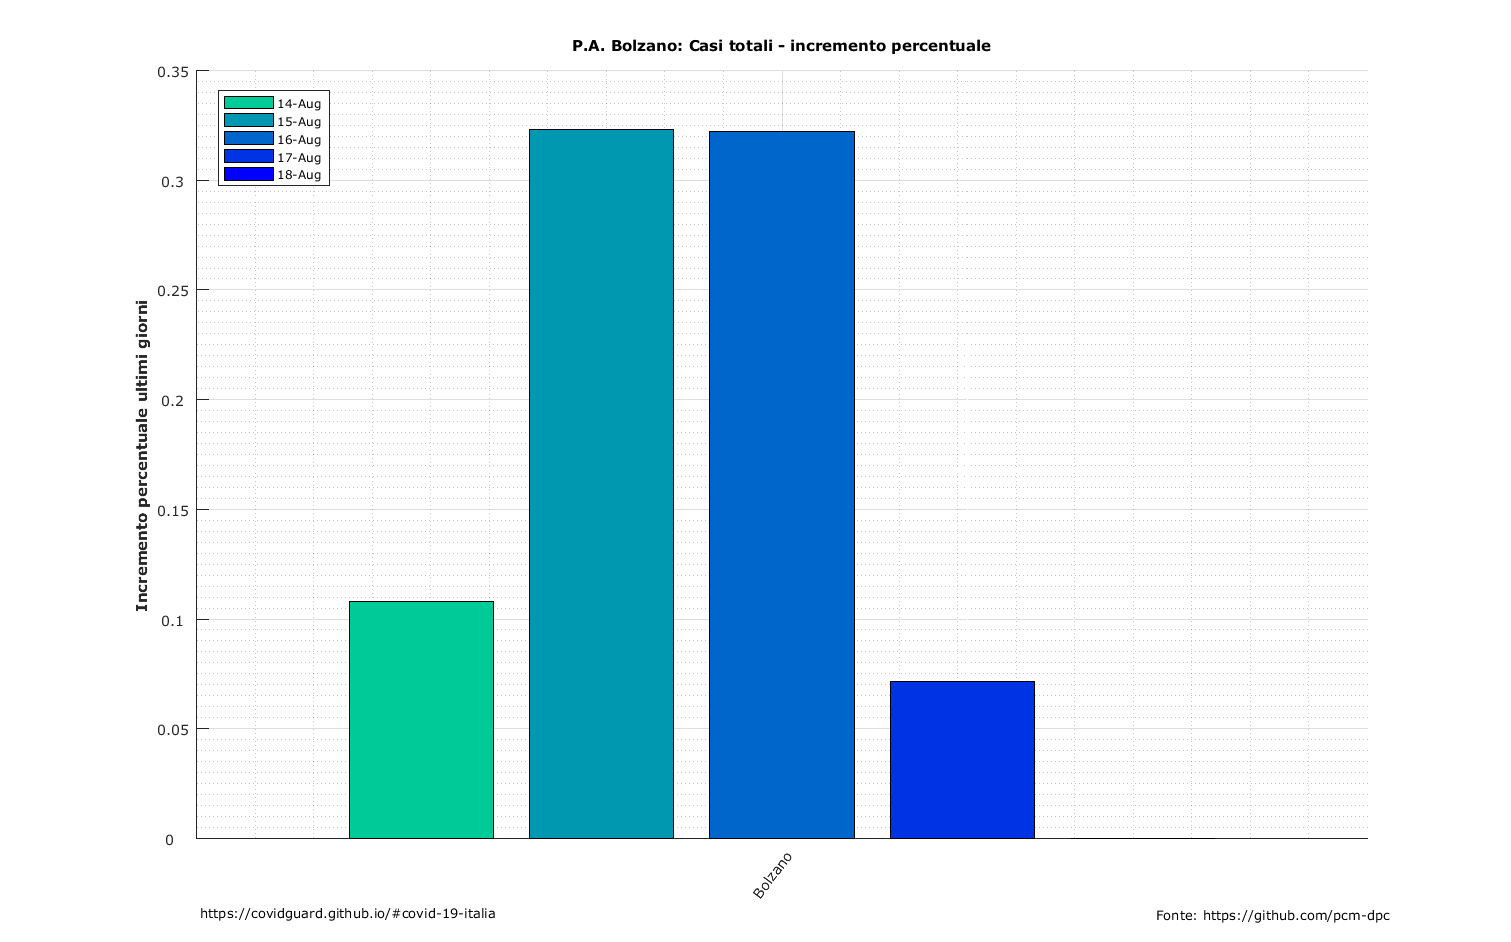 P.A. Bolzano: Casi totali - incremento percentuale
0.35
0.3
0.25
0.2
0.15
0.1
0.05
0
Incremento percentuale ultimi giorni
14-Aug
15-Aug
16-Aug
17-Aug
18-Aug
Bolzano
https://covidguard.github.io/#covid-19-italia
Fonte: https://github.com/pcm-dpc